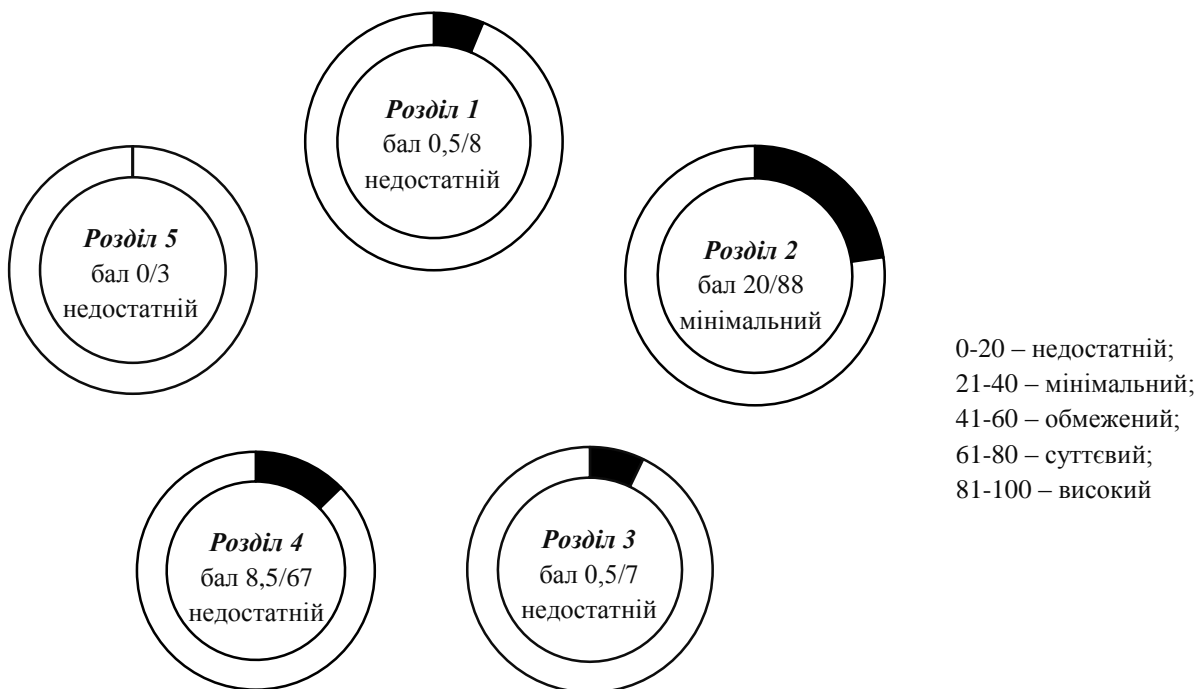 Розділ 1
бал 0,5/8
недостатній
Розділ 5
бал 0/3
недостатній
Розділ 2
бал 20/88
мінімальний
0-20 – недостатній;
21-40 – мінімальний;
41-60 – обмежений;
61-80 – суттєвий;
81-100 – високий
Розділ 4
бал 8,5/67
недостатній
Розділ 3
бал 0,5/7
недостатній